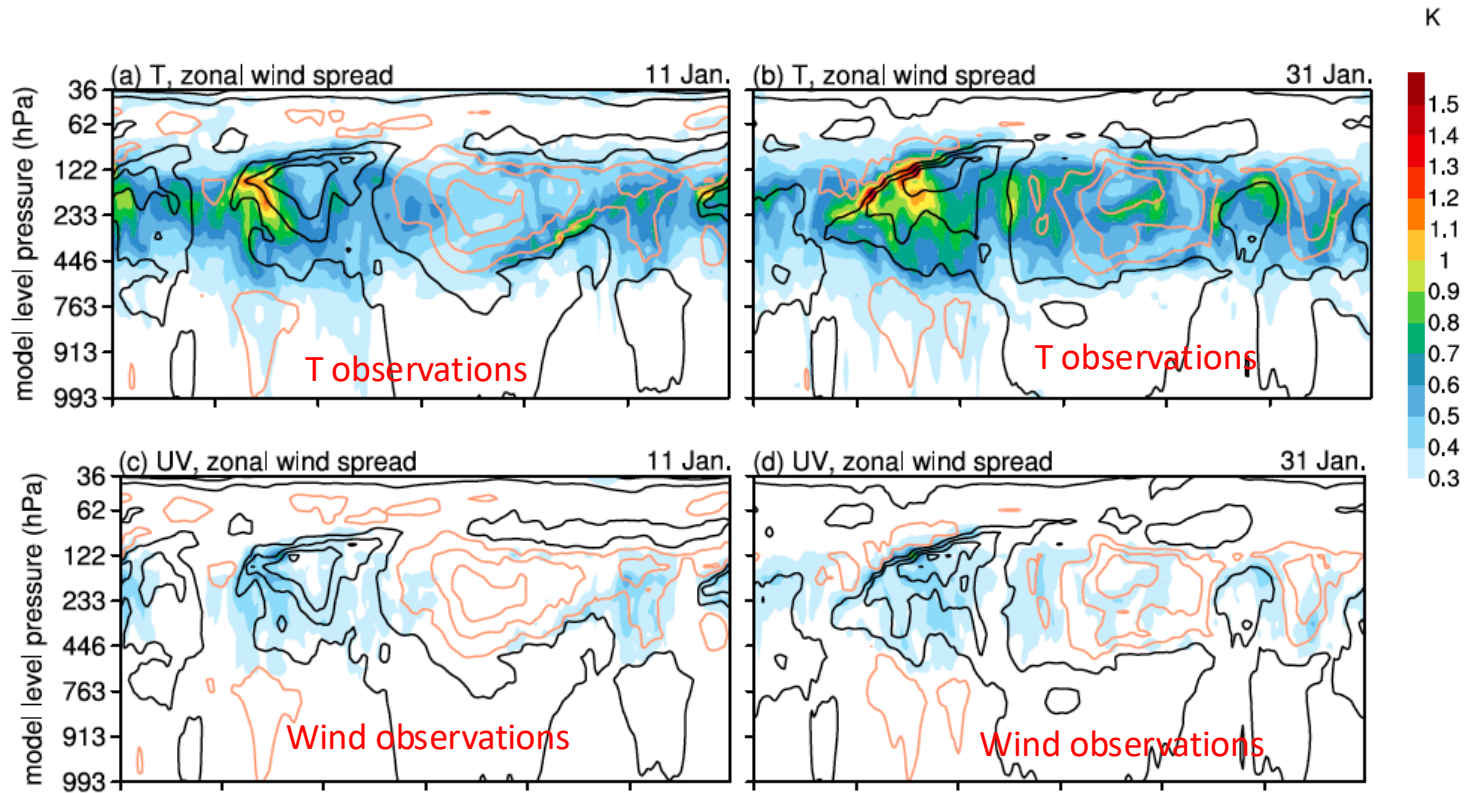 K
(a) T, zonal wind spread 11 Jan.
(b) T, zonal wind spread 31 Jan.
model level pressure (hPa)
36
62
122
233
446
763
913
993
T observations
T observations
1.5
1.4
1.3
1.2
1.1
1
0.9
0.8
0.7
0.6
0.5
0.4
0.3
(c) UV, zonal wind spread 11 Jan.
(d) UV, zonal wind spread 31 Jan.
model level pressure (hPa)
36
62
122
233
446
763
913
993
Wind observations
Wind observations